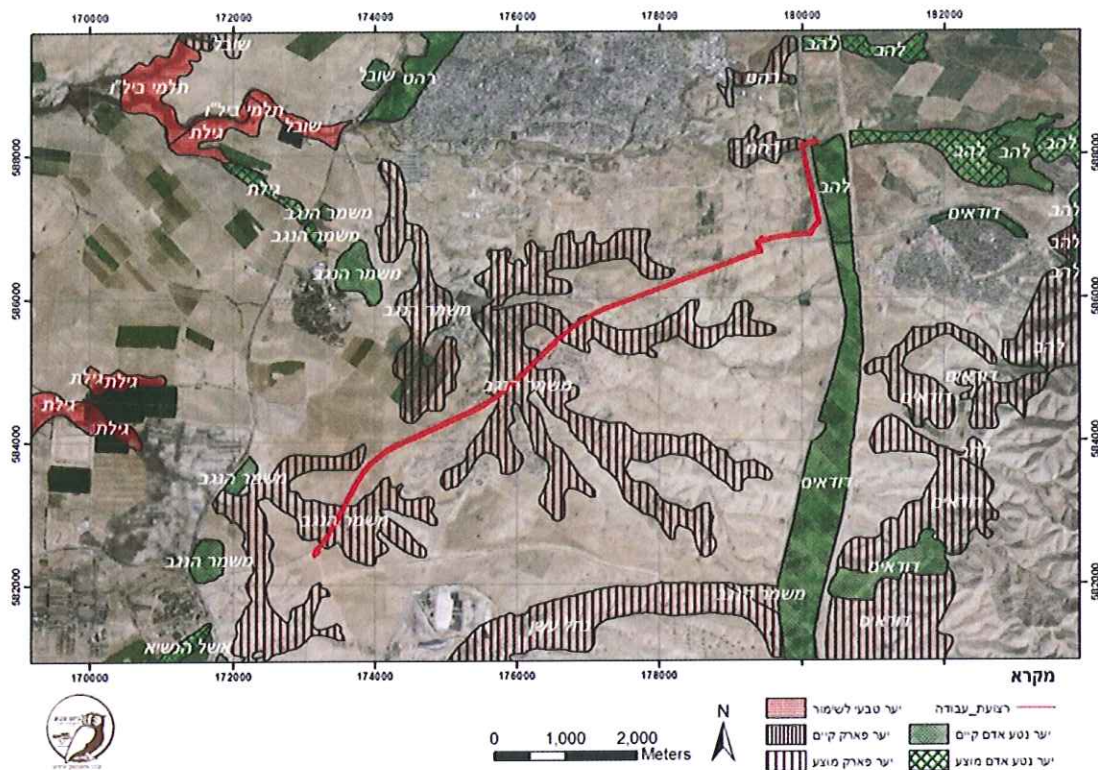 170000 172000 174000 176000 178000 180000 182000
שובל
תלמי ביל"ו
שובל
רהט
להב
להב
תלמי ביל"ו
שובל
גילת
588000
588000
להב
להב
להב
גילת
להב
משמר הנגב
משמר הנגב
דודאים
להב
להב
משמר הנגב
להב
586000
586000
משמר הנגב
להב
גילת
גילת
משמר הנגב
דודאים
גילת
דודאים
גילת
584000
584000
להב
משמר הנגב
דודאים
דודאים
משמר הנגב
משמר הנגב
דודאים
582000
582000
משמר הנגב
נחל עשן
דודאים
אשל הנשיא
170000 172000 174000 176000 178000 180000 182000
מקרא
רצועת_עבודה
יער טבעי לשימור
יער נטע אדם קיים
יער פארק קיים
יער נטע אדם מוצע
יער פארק מוצע
N
0 1,000 2,000
Meters